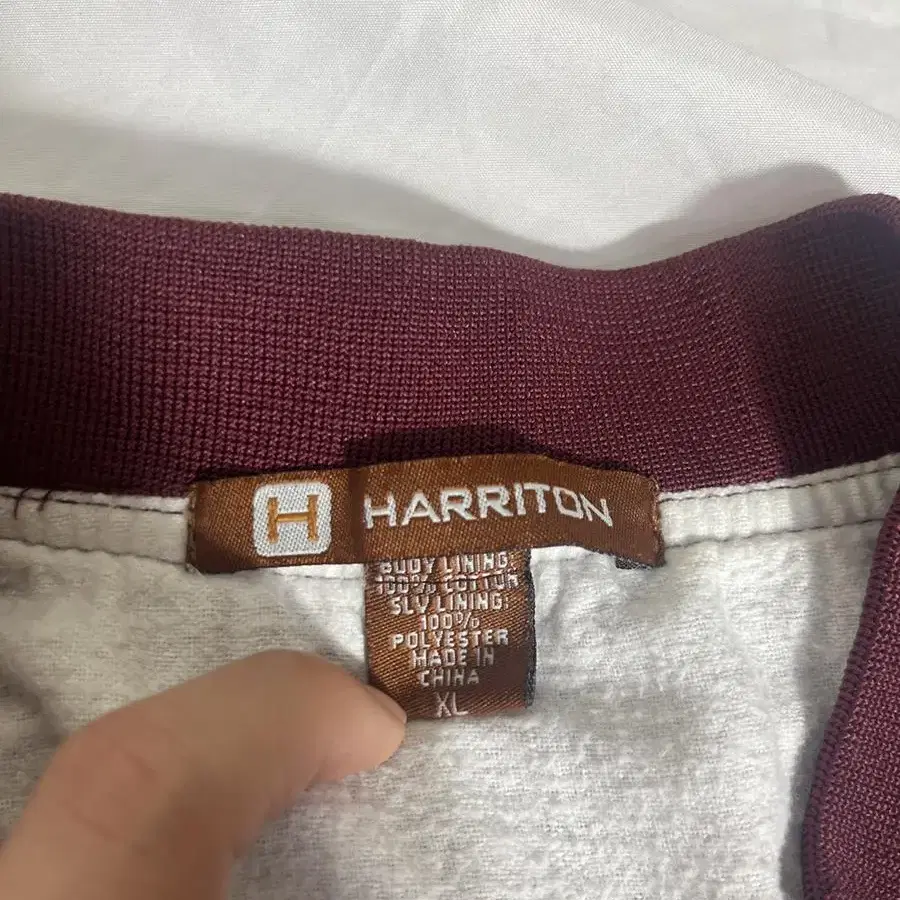 H HARRITON
BODY LINING:
100% COTTON
SLV LINING:
100%
POLYESTER
MADE IN
CHINA
XL